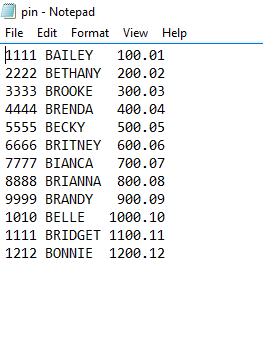 pin - Notepad
File Edit Format View Help
1111 BAILEY   100.01
2222 BETHANY  200.02
3333 BROOKE   300.03
4444 BRENDA   400.04
5555 BECKY    500.05
6666 BRITNEY  600.06
7777 BIANCA   700.07
8888 BRIANNA  800.08
9999 BRANDY   900.09
1010 BELLE   1000.10
1111 BRIDGET 1100.11
1212 BONNIE  1200.12